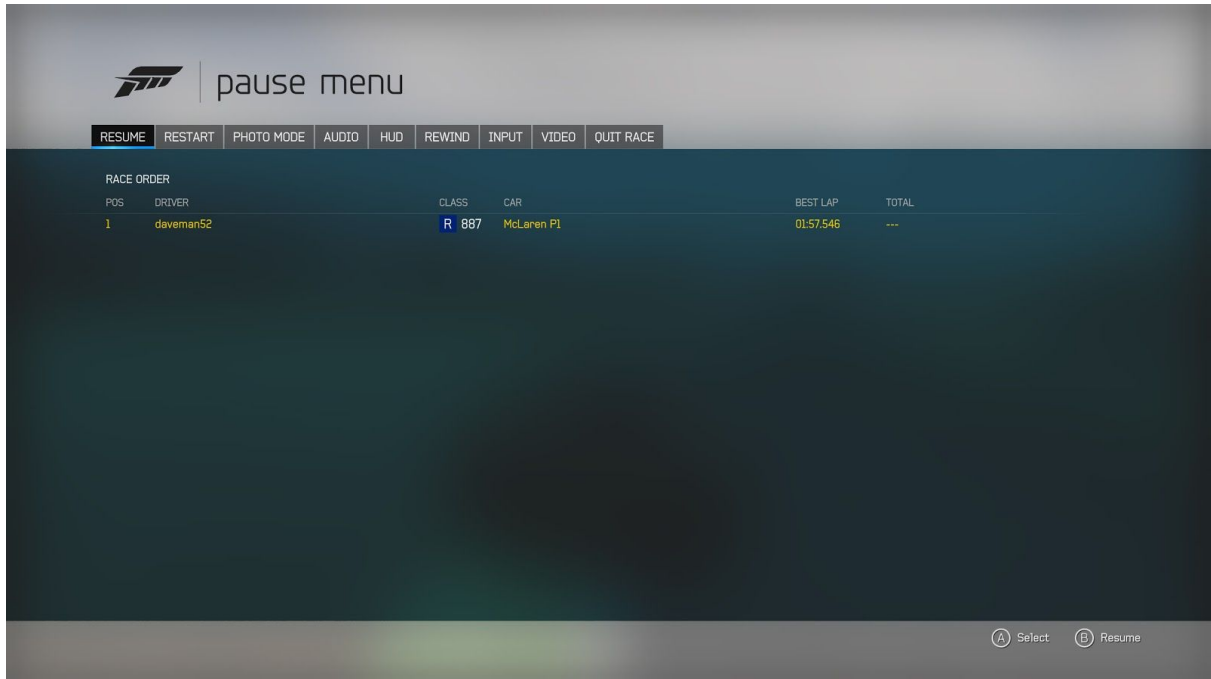 pause menu
RESUME RESTART PHOTO MODE AUDIO HUD REWIND INPUT VIDEO QUIT RACE
RACE ORDER
POS DRIVER CLASS CAR BEST LAP TOTAL
1 daveman52 R 887 McLaren P1 01:57.546 ---
A Select B Resume